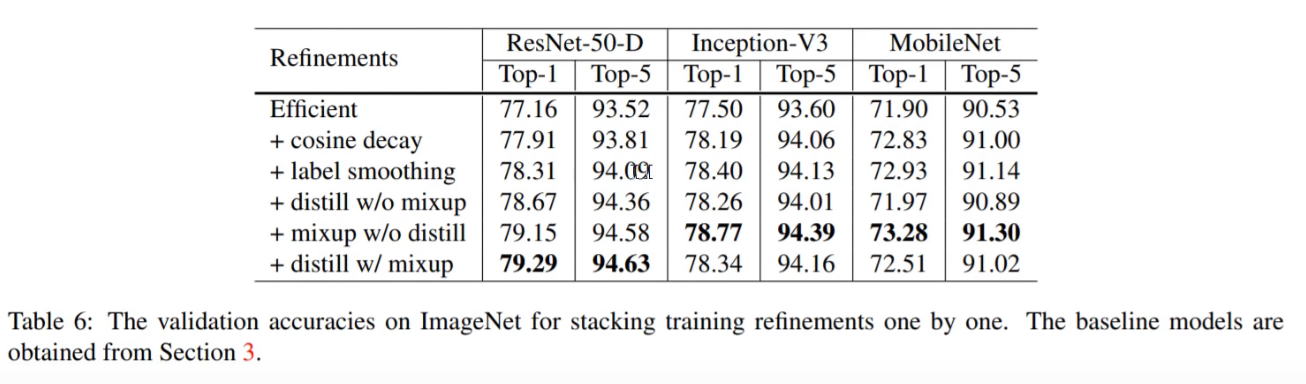 Refinements ResNet-50-D Inception-V3 MobileNet
Top-1 Top-5 Top-1 Top-5 Top-1 Top-5
Efficient 77.16 93.52 77.50 93.60 71.90 90.53
+ cosine decay 77.91 93.81 78.19 94.06 72.83 91.00
+ label smoothing 78.31 94.09 78.40 94.13 72.93 91.14
+ distill w/o mixup 78.67 94.36 78.26 94.01 71.97 90.89
+ mixup w/o distill 79.15 94.58 78.77 94.39 73.28 91.30
+ distill w/ mixup 79.29 94.63 78.34 94.16 72.51 91.02
Table 6: The validation accuracies on ImageNet for stacking training refinements one by one. The baseline models are
obtained from Section 3.